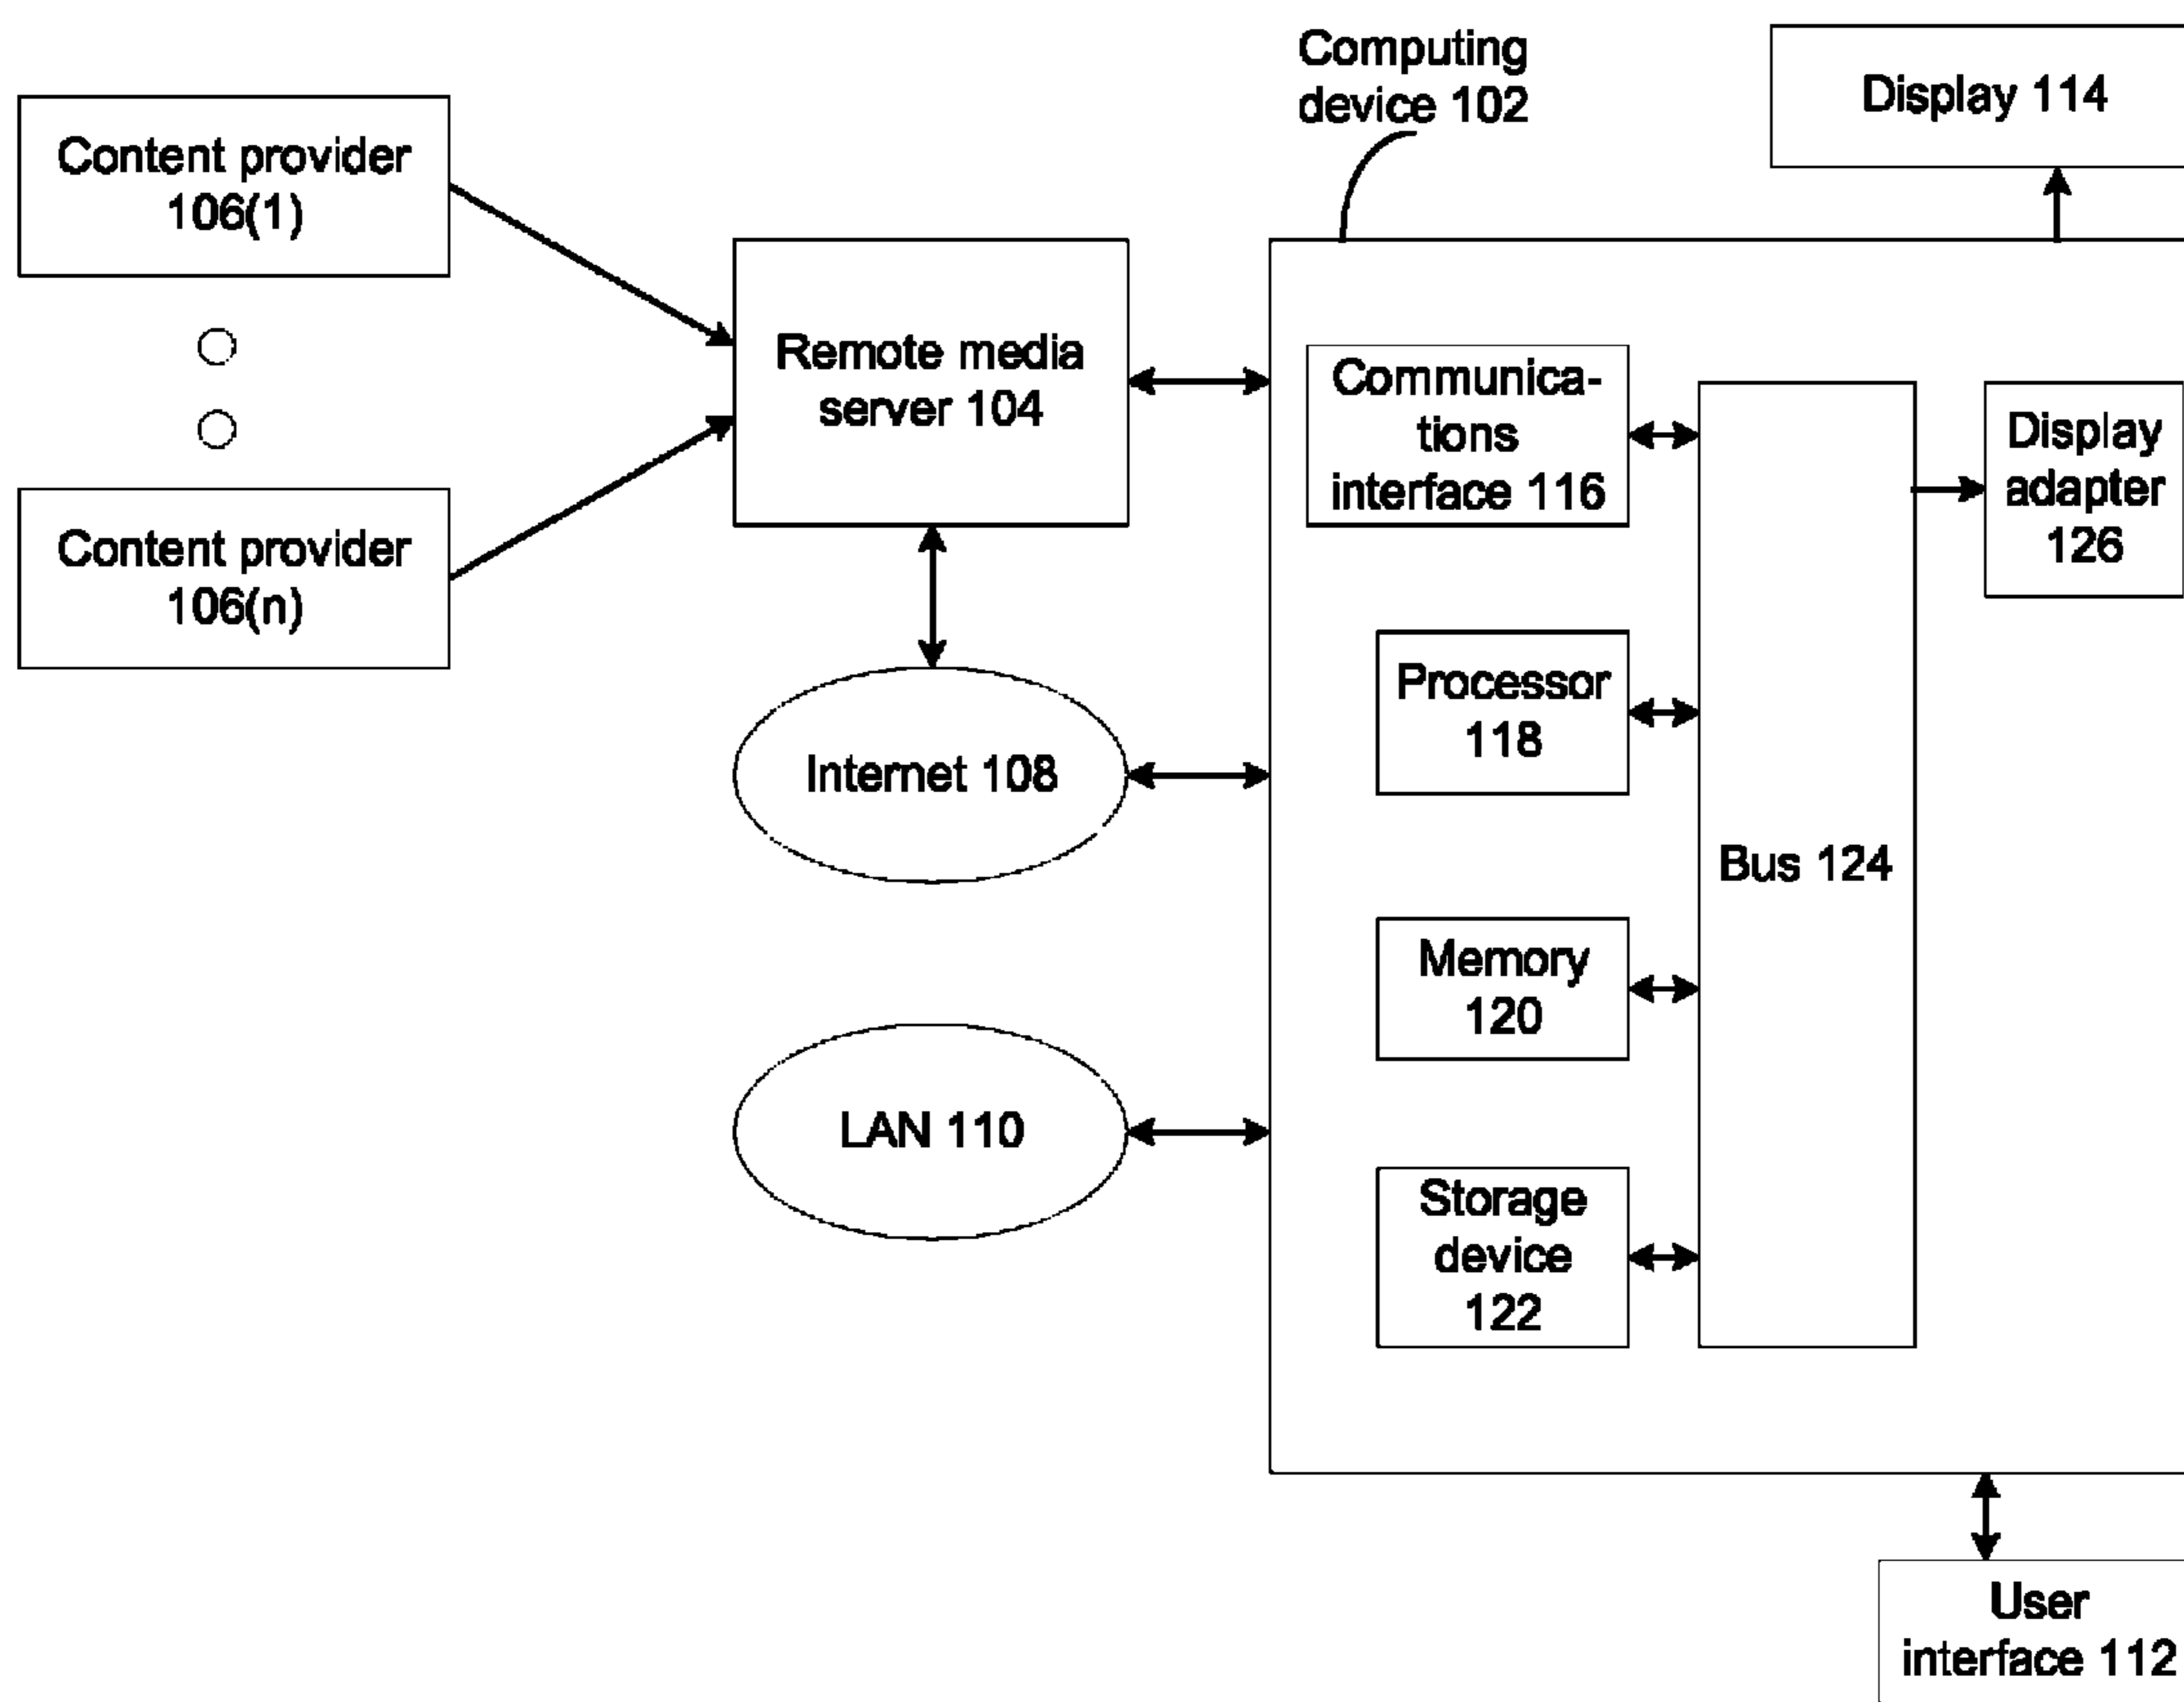 Computing
device 102
Display 114
Content provider
106(1)
Remote media
server 104
Communica-
tions
interface 116
Display
adapter
126
Content provider
106(n)
Processor
118
Internet 108
Bus 124
Memory
120
LAN 110
Storage
device
122
User
interface 112